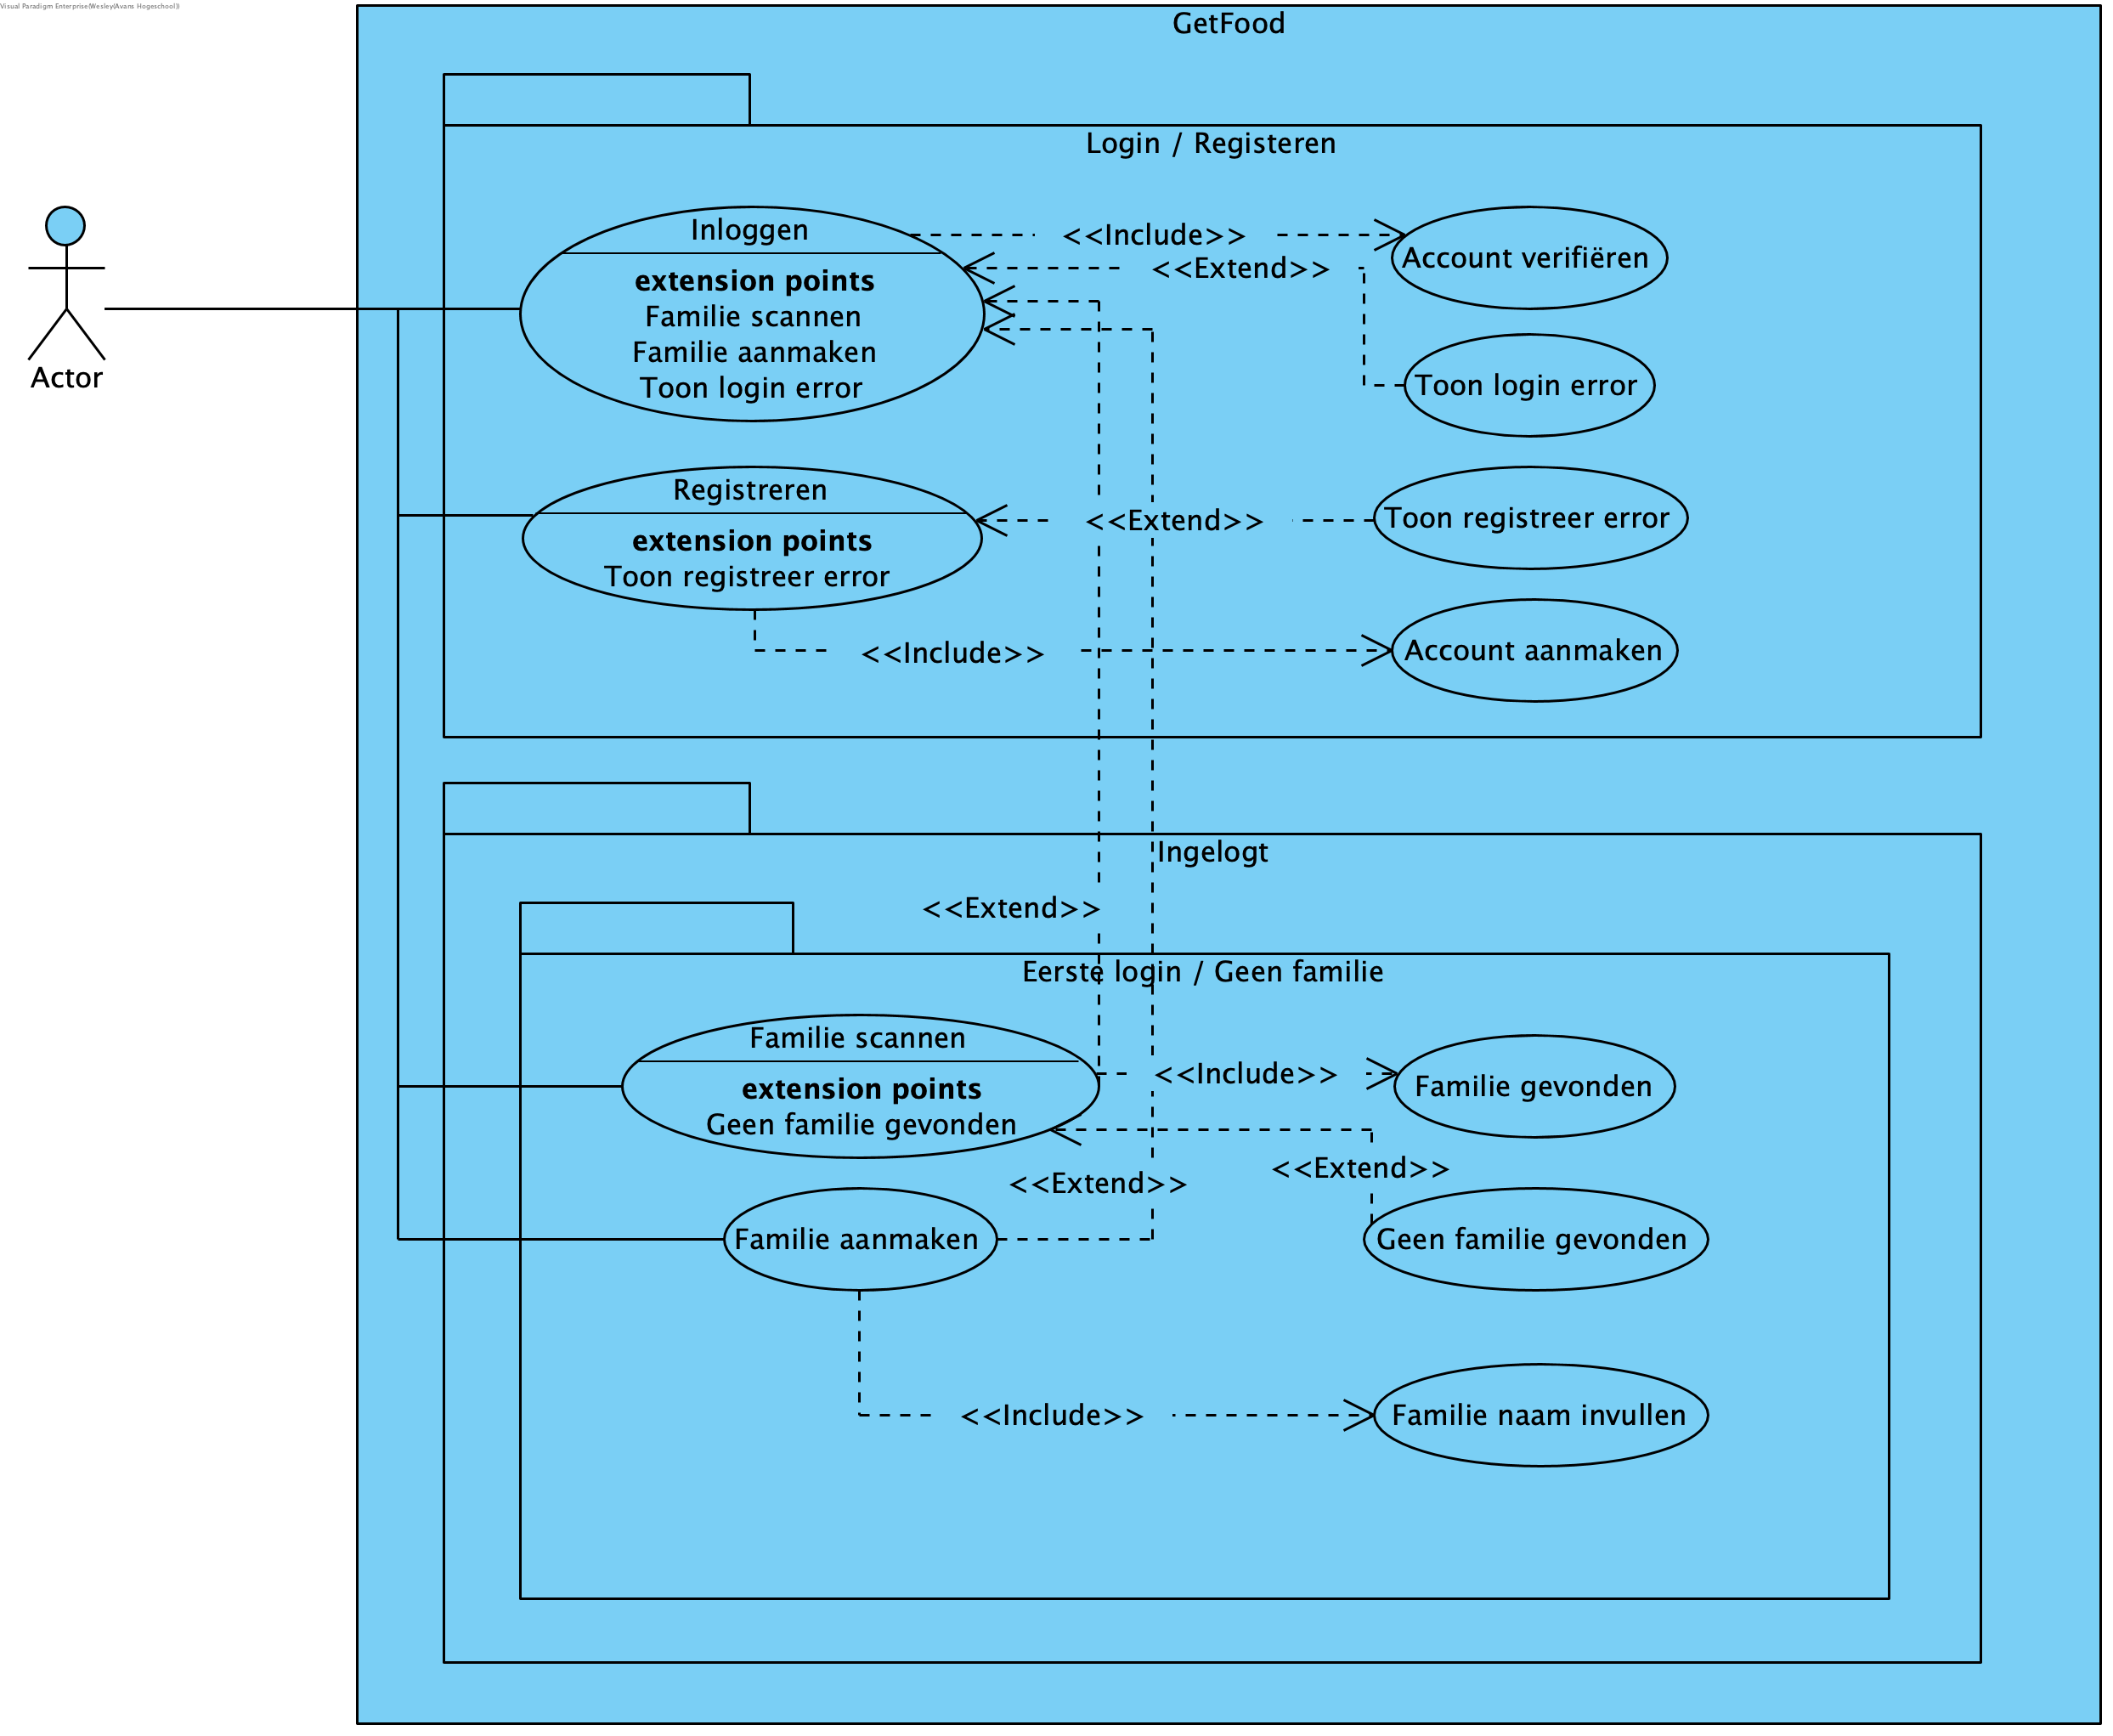 Visual Paradigm Enterprise(Wesley(Avans Hogeschool))
GetFood
Login / Registeren
Actor
Inloggen
extension points
Familie scannen
Familie aanmaken
Toon login error
<<Include>>
<<Extend>>
Account verifiëren
Toon login error
Registreren
extension points
Toon registreer error
<<Extend>>
Toon registreer error
<<Include>>
Account aanmaken
Ingelogt
<<Extend>>
Eerste login / Geen familie
Familie scannen
extension points
Geen familie gevonden
<<Include>>
Familie gevonden
<<Extend>>
<<Extend>>
Familie aanmaken
Geen familie gevonden
<<Include>>
Familie naam invullen